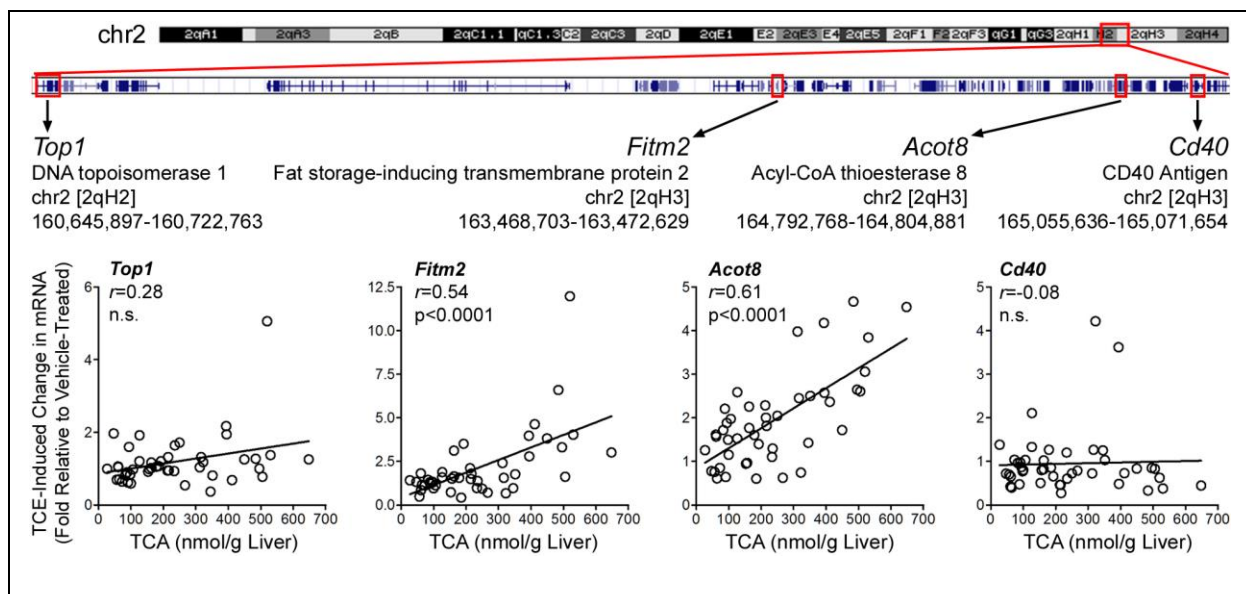 chr2
2qA1 2qA3 2qB 2qC1.1 qC1.3 C2 2qC3 2qD 2qE1 E2 2qE3 E4 2qE5 2qF1 F2 2qF3 qG1 qG3 2qH1 H2 2qH3 2qH4
Top1 Fitm2 Acot8 Cd40
DNA topoisomerase 1 Fat storage-inducing transmembrane protein 2 Acyl-CoA thioesterase 8 CD40 Antigen
chr2 [2qH2] chr2 [2qH3] chr2 [2qH3] chr2 [2qH3]
160,645,897-160,722,763 163,468,703-163,472,629 164,792,768-164,804,881 165,055,636-165,071,654
TCE-Induced Change in mRNA
(Fold Relative to Vehicle-Treated)
Top1
r=0.28
n.s.
6
4
2
0
0 100 200 300 400 500 600 700
TCA (nmol/g Liver)
Fitm2
r=0.54
p<0.0001
12.5
10.0
7.5
5.0
2.5
0
0 100 200 300 400 500 600 700
TCA (nmol/g Liver)
Acot8
r=0.61
p<0.0001
5
4
3
2
1
0
0 100 200 300 400 500 600 700
TCA (nmol/g Liver)
Cd40
r=-0.08
n.s.
5
4
3
2
1
0
0 100 200 300 400 500 600 700
TCA (nmol/g Liver)